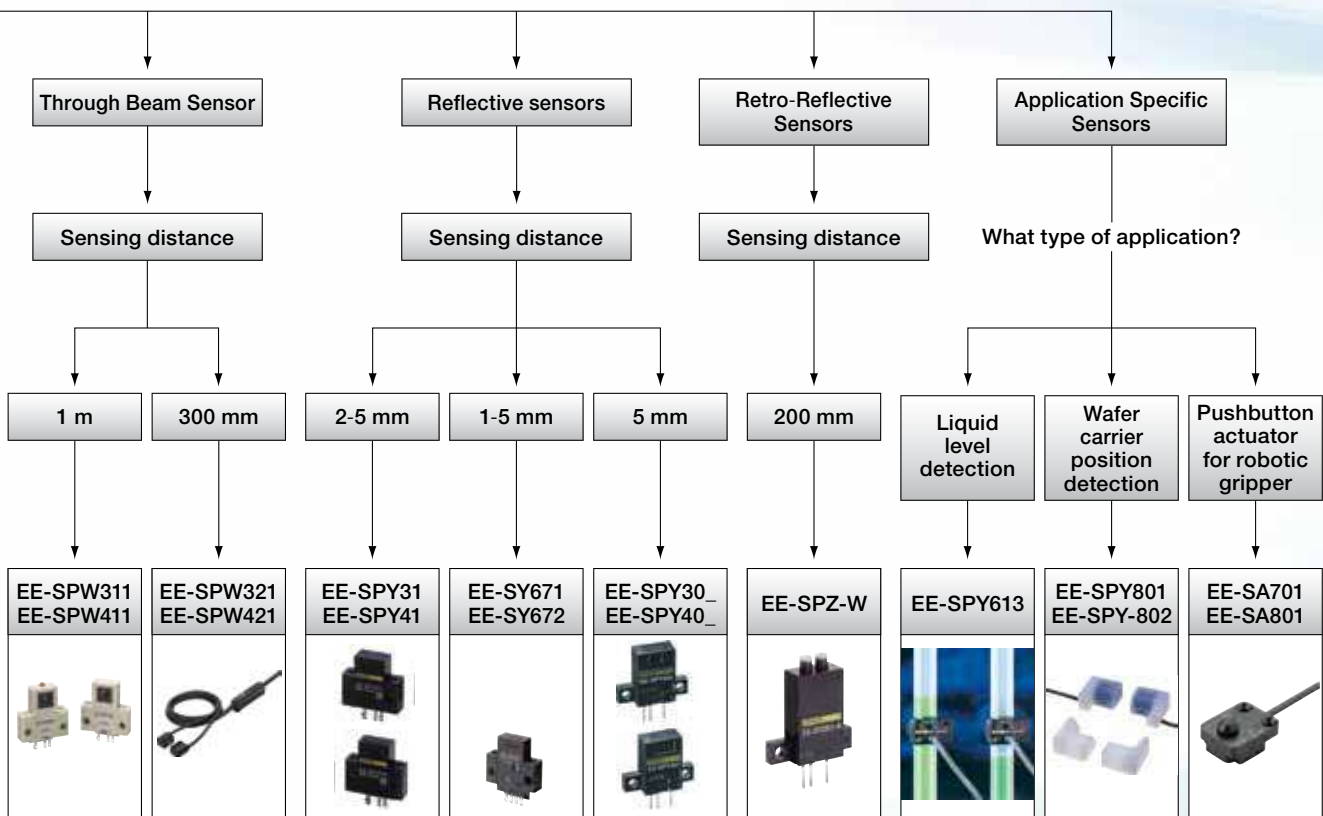 Through Beam Sensor
Reflective sensors
Retro-Reflective
Sensors
Application Specific
Sensors
Sensing distance
Sensing distance
Sensing distance
What type of application?
1 m
300 mm
2-5 mm
1-5 mm
5 mm
200 mm
Liquid
level
detection
Wafer
carrier
position
detection
Pushbutton
actuator
for robotic
gripper
EE-SPW311
EE-SPW411
EE-SPW321
EE-SPW421
EE-SPY31
EE-SPY41
EE-SY671
EE-SY672
EE-SPY30_
EE-SPY40_
EE-SPZ-W
EE-SPY613
EE-SPY801
EE-SPY-802
EE-SA701
EE-SA801